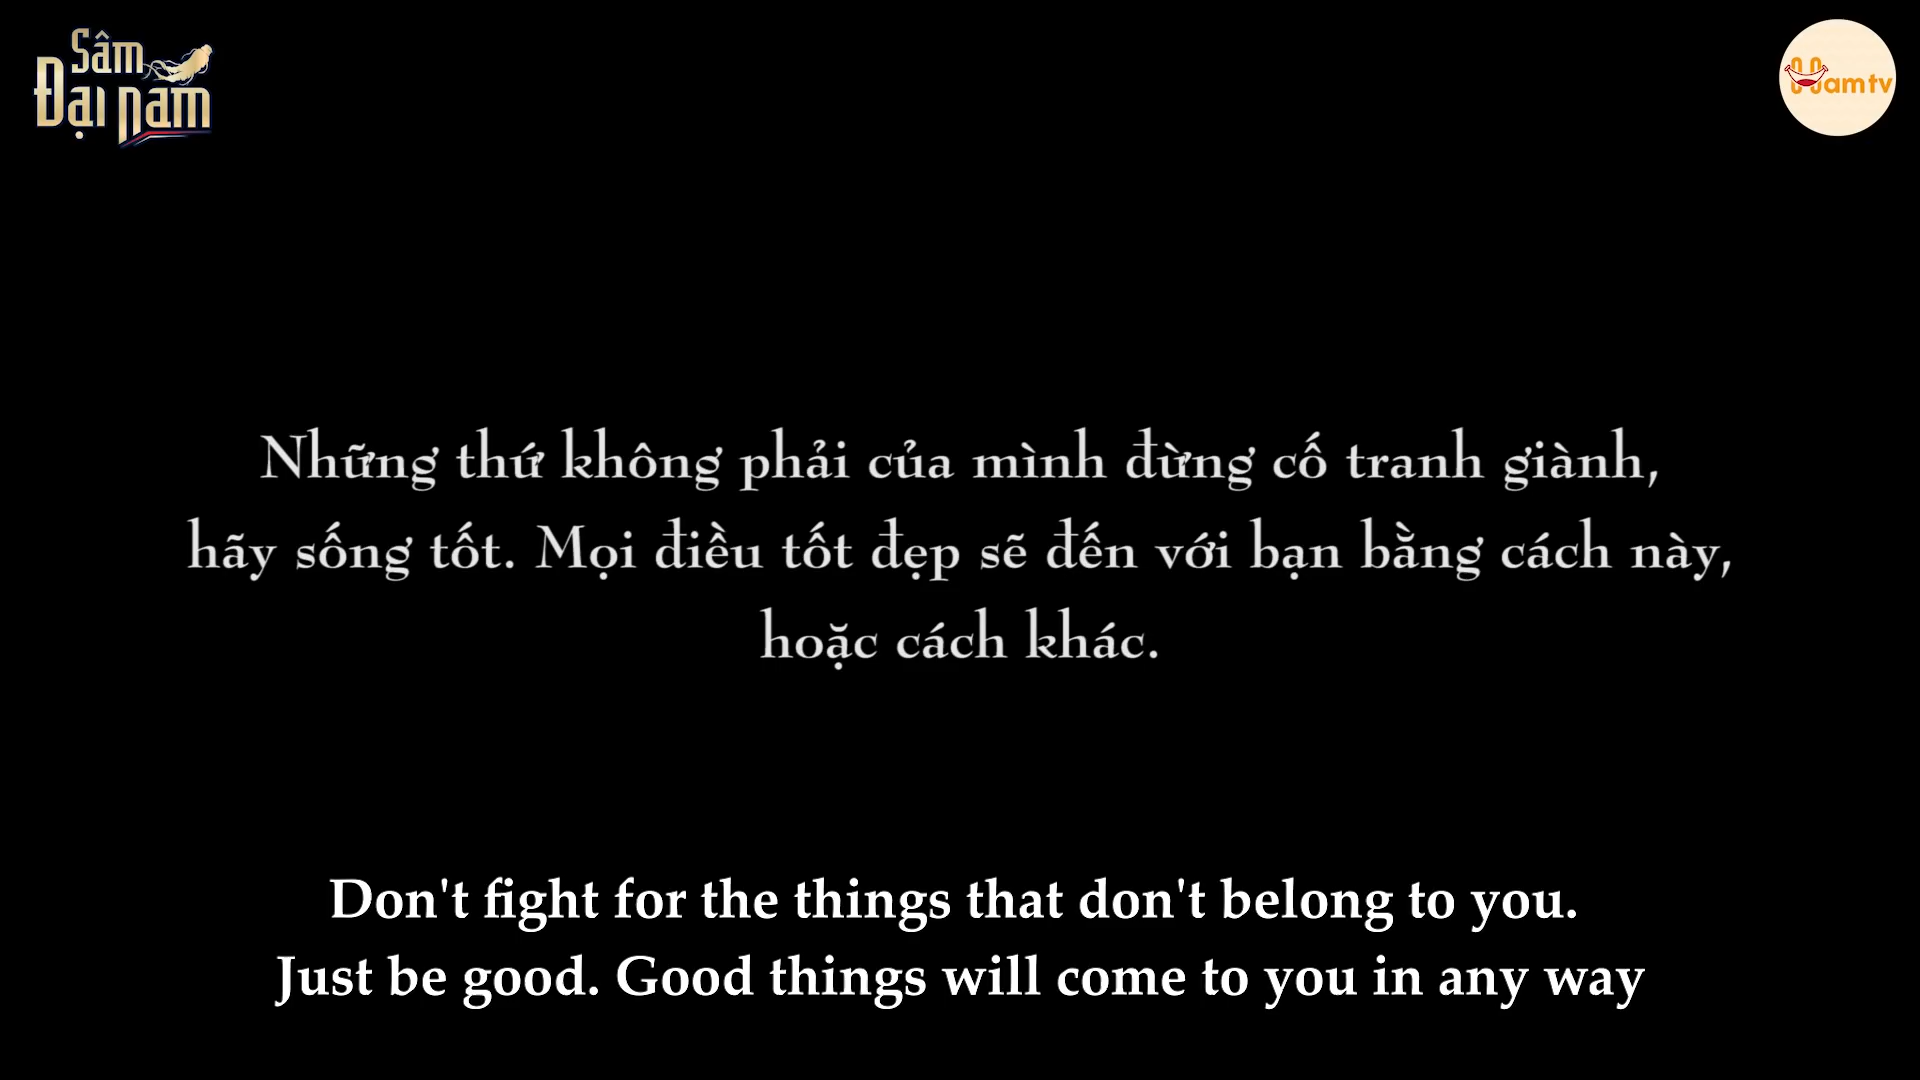 Sâm
Đại Nam
Hamtv
Những thứ không phải của mình đừng cố tranh giành,
hãy sống tốt. Mọi điều tốt đẹp sẽ đến với bạn bằng cách này,
hoặc cách khác.
Don't fight for the things that don't belong to you.
Just be good. Good things will come to you in any way